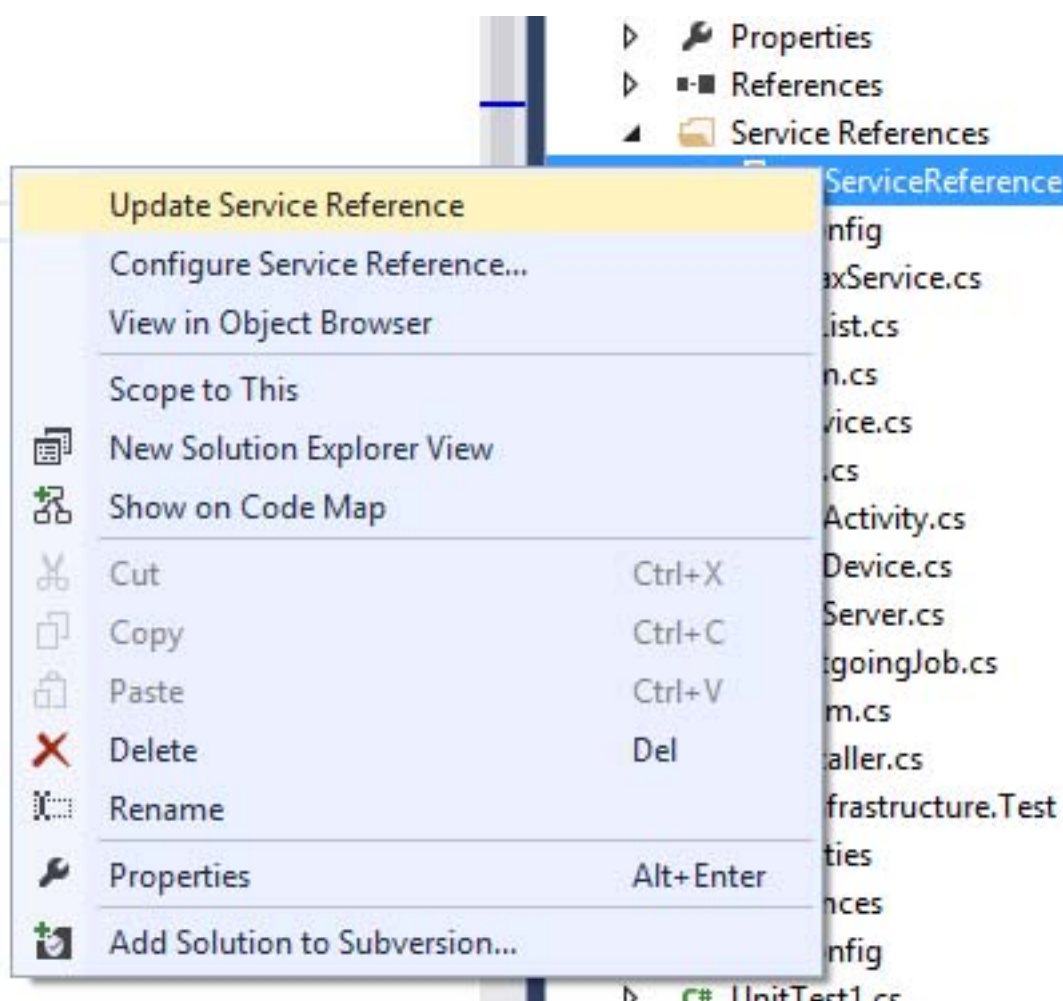 Properties
References
Service References
ServiceReference
Update Service Reference
nfig
Configure Service Reference...
xService.cs
View in Object Browser
ist.cs
Scope to This
n.cs
New Solution Explorer View
vice.cs
Show on Code Map
.cs
Activity.cs
Cut Ctrl+X
Device.cs
Copy Ctrl+C
Server.cs
Paste Ctrl+V
tgoingJob.cs
m.cs
Delete Del
aller.cs
Rename
frastructure.Test
Properties Alt+Enter
ties
nces
Add Solution to Subversion...
nfig
C# UnitTest1.cs